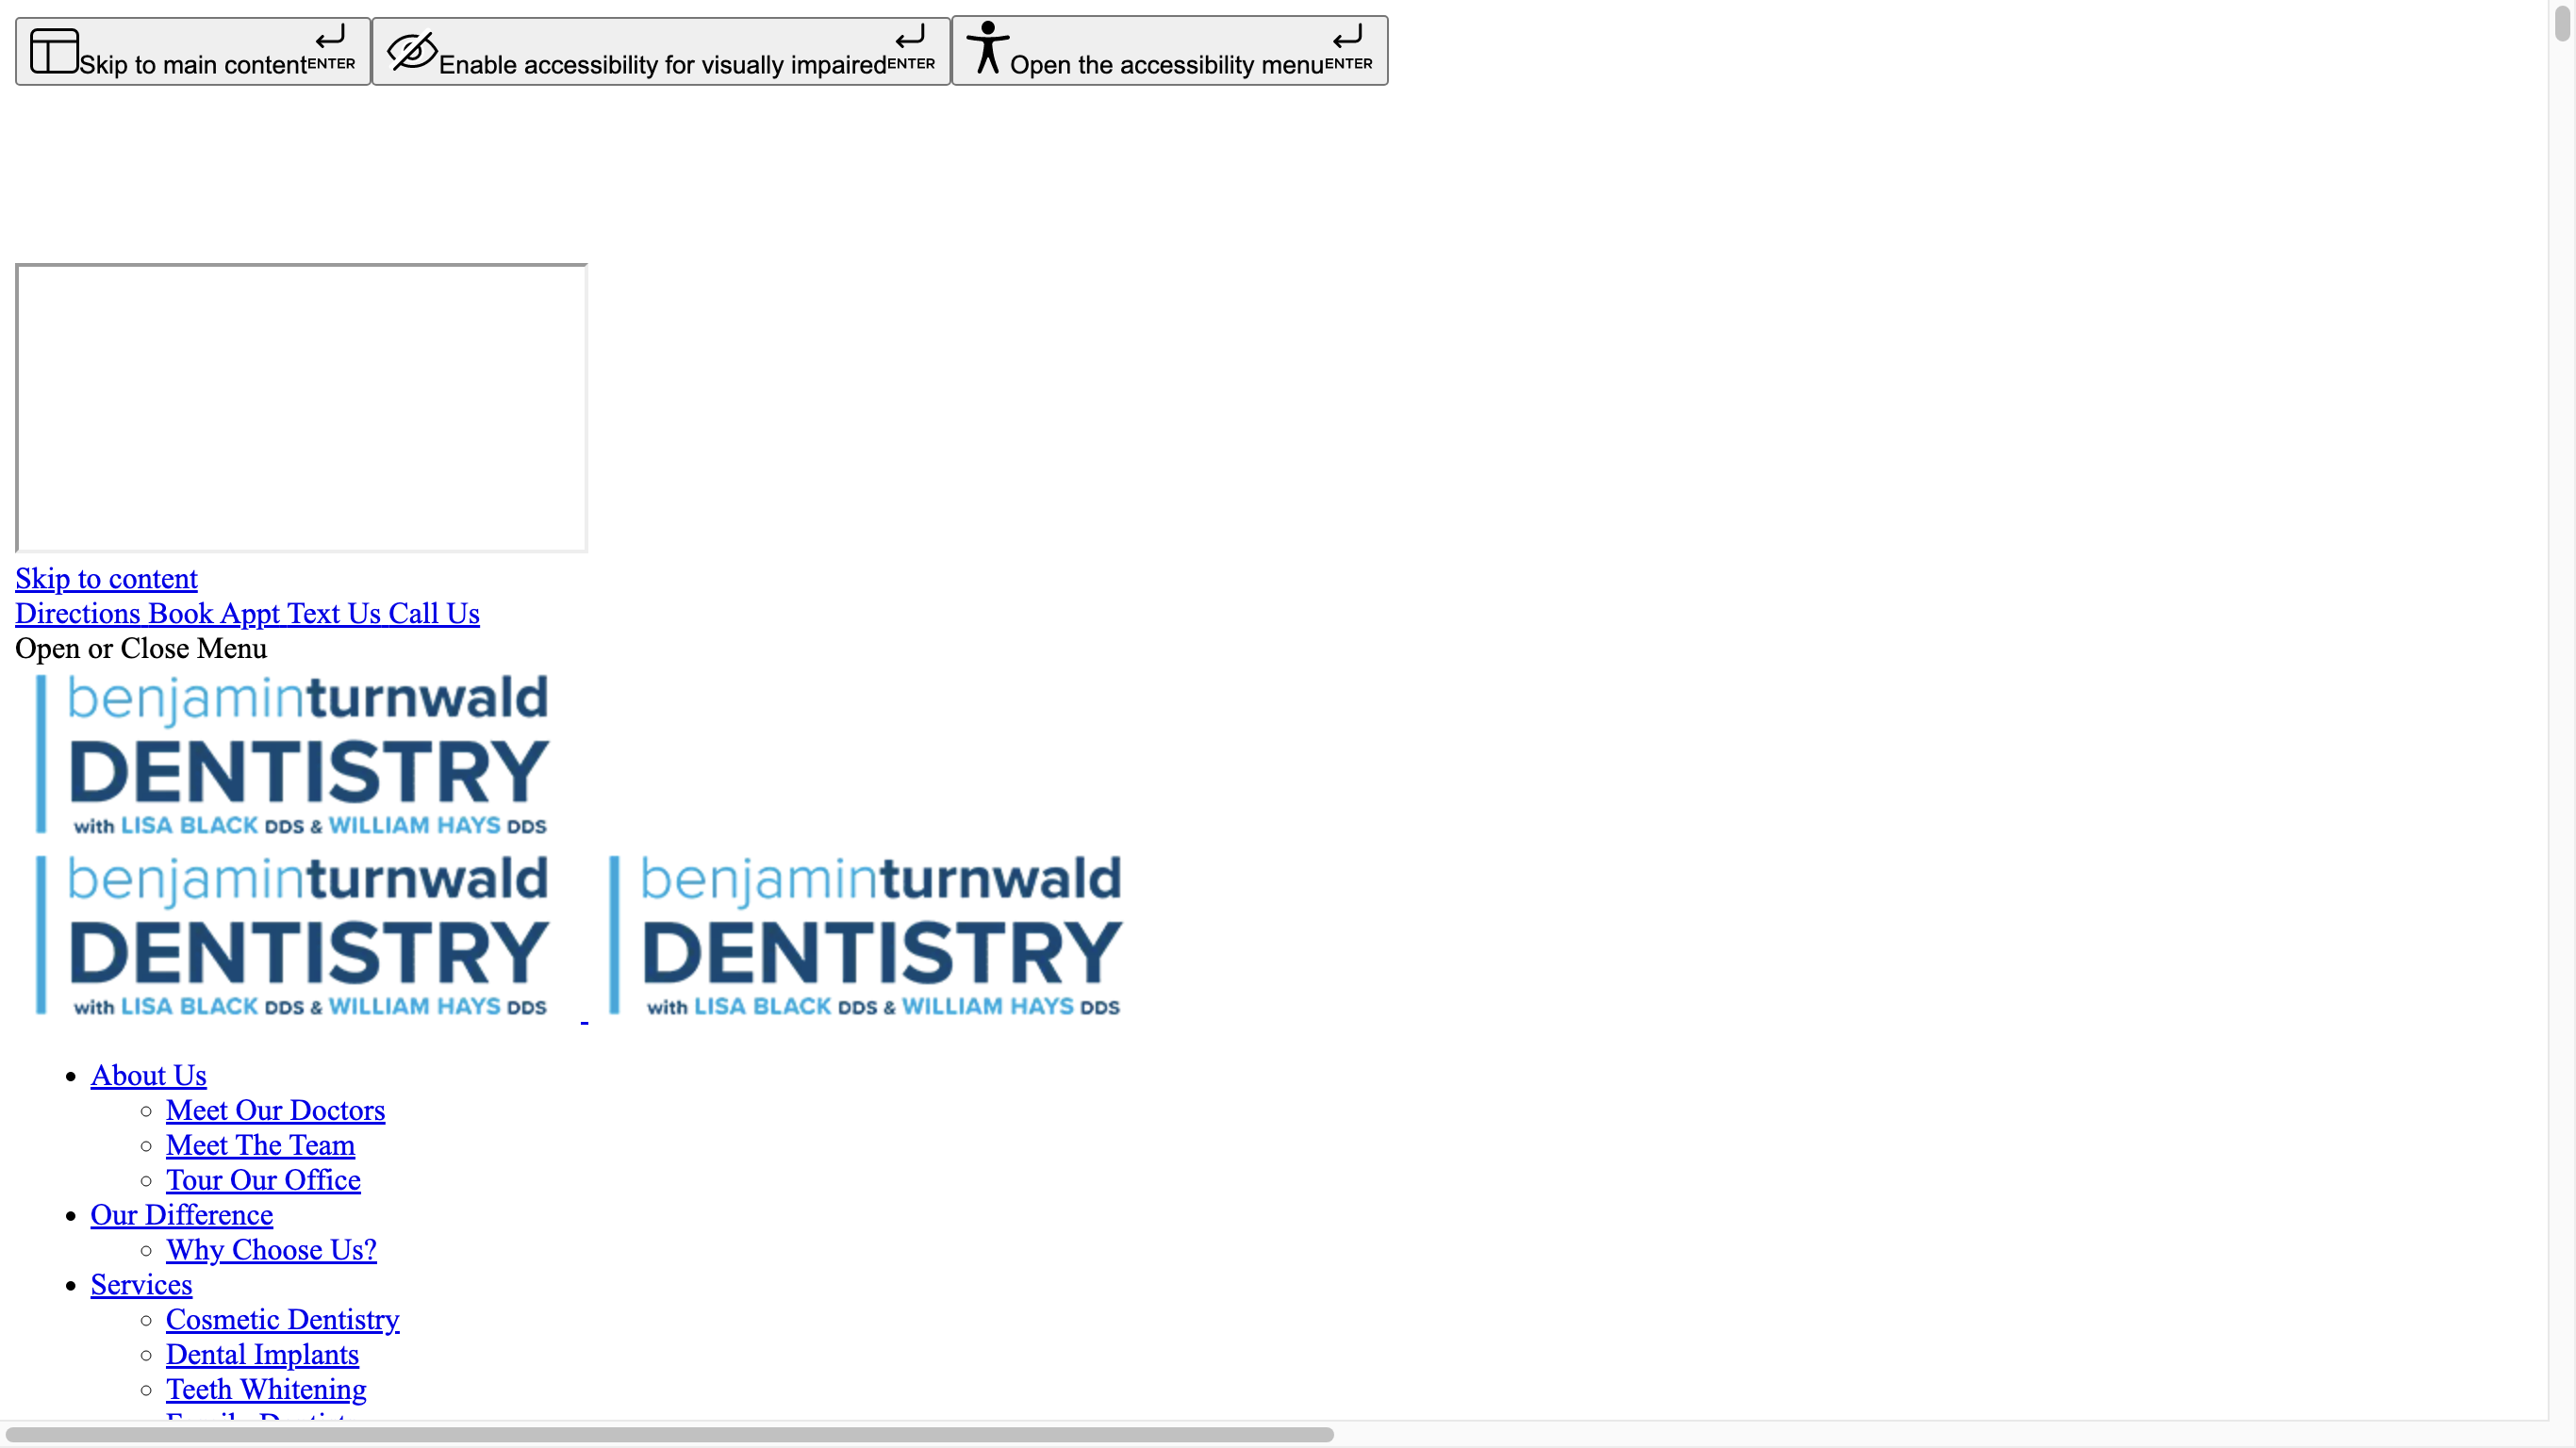 Skip to main content ENTER Enable accessibility for visually impaired ENTER Open the accessibility menu ENTER
Skip to content
Directions Book Appt Text Us Call Us
Open or Close Menu
benjaminturnwald
DENTISTRY
with LISA BLACK DDS & WILLIAM HAYS DDS
benjaminturnwald
DENTISTRY
with LISA BLACK DDS & WILLIAM HAYS DDS
benjaminturnwald
DENTISTRY
with LISA BLACK DDS & WILLIAM HAYS DDS
About Us
Meet Our Doctors
Meet The Team
Tour Our Office
Our Difference
Why Choose Us?
Services
Cosmetic Dentistry
Dental Implants
Teeth Whitening